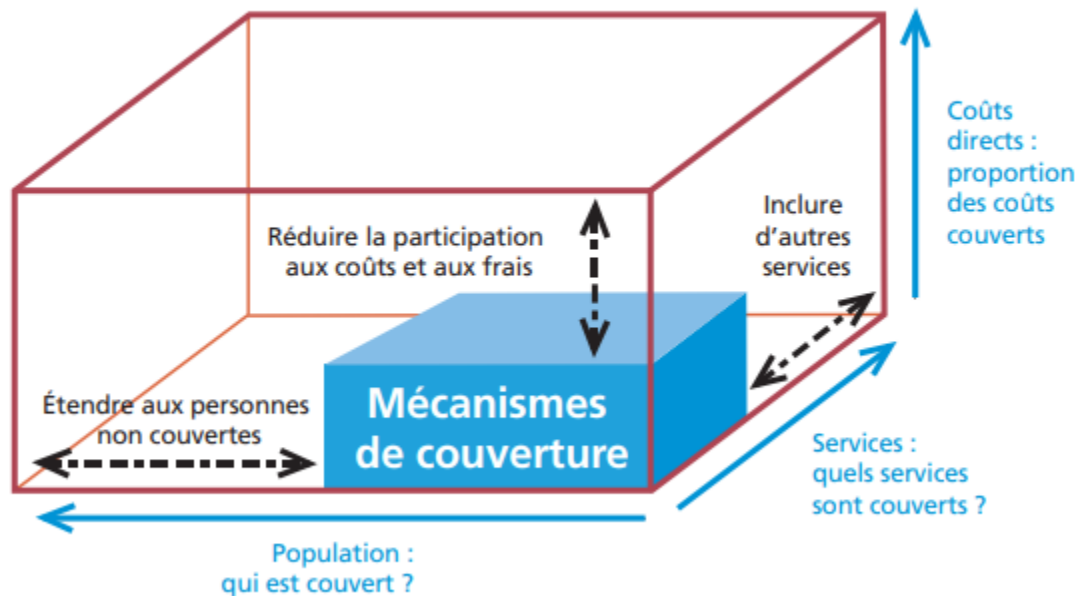 Coûts
directs :
proportion
des coûts
couverts
Inclure
d’autres
services
Réduire la participation
aux coûts et aux frais
Étendre aux personnes
non couvertes
Mécanismes
de couverture
Services :
quels services
sont couverts ?
Population :
qui est couvert ?